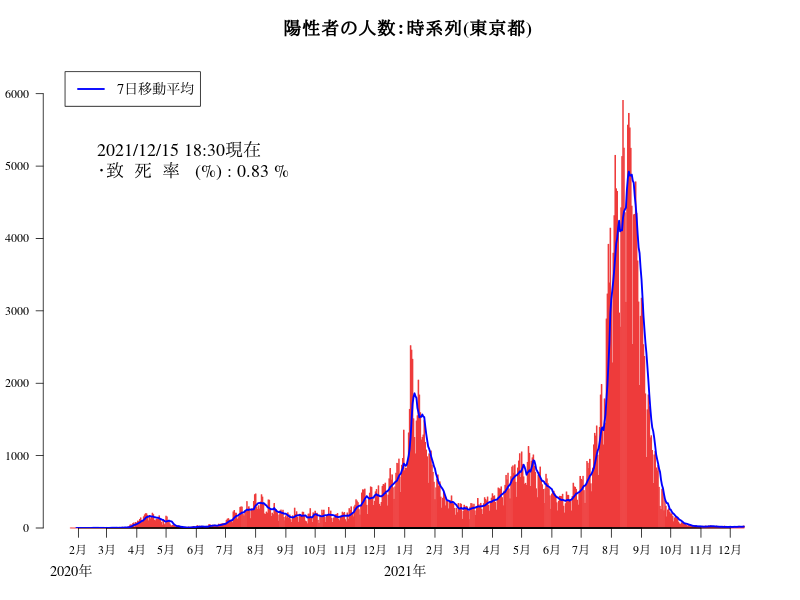 陽性者の人数：時系列(東京都)
7日移動平均
2021/12/15 18:30現在
・致 死 率 (%) : 0.83 %
6000
5000
4000
3000
2000
1000
0
2月 3月 4月 5月 6月 7月 8月 9月 10月 11月 12月 1月 2月 3月 4月 5月 6月 7月 8月 9月 10月 11月 12月
2020年 2021年